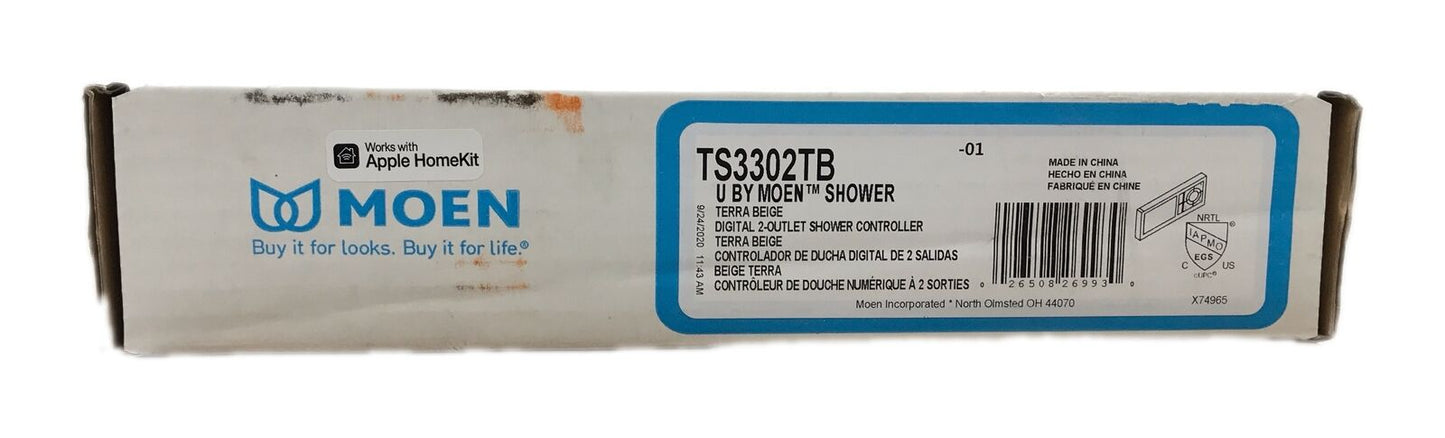 Works with
Apple HomeKit
MOEN
Buy it for looks. Buy it for life.®
TS3302TB
-01
U BY MOEN™ SHOWER
TERRA BEIGE
DIGITAL 2-OUTLET SHOWER CONTROLLER
TERRA BEIGE
CONTROLADOR DE DUCHA DIGITAL DE 2 SALIDAS
BEIGE TERRA
CONTRÔLEUR DE DOUCHE NUMÉRIQUE À 2 SORTIES
9/24/2020 11:43 AM
MADE IN CHINA
HECHO EN CHINA
FABRIQUÉ EN CHINE
0 26508 26993 0
NRTL
®
IAPMO
EGS
C US
cUPC®
Moen Incorporated * North Olmsted OH 44070
X74965